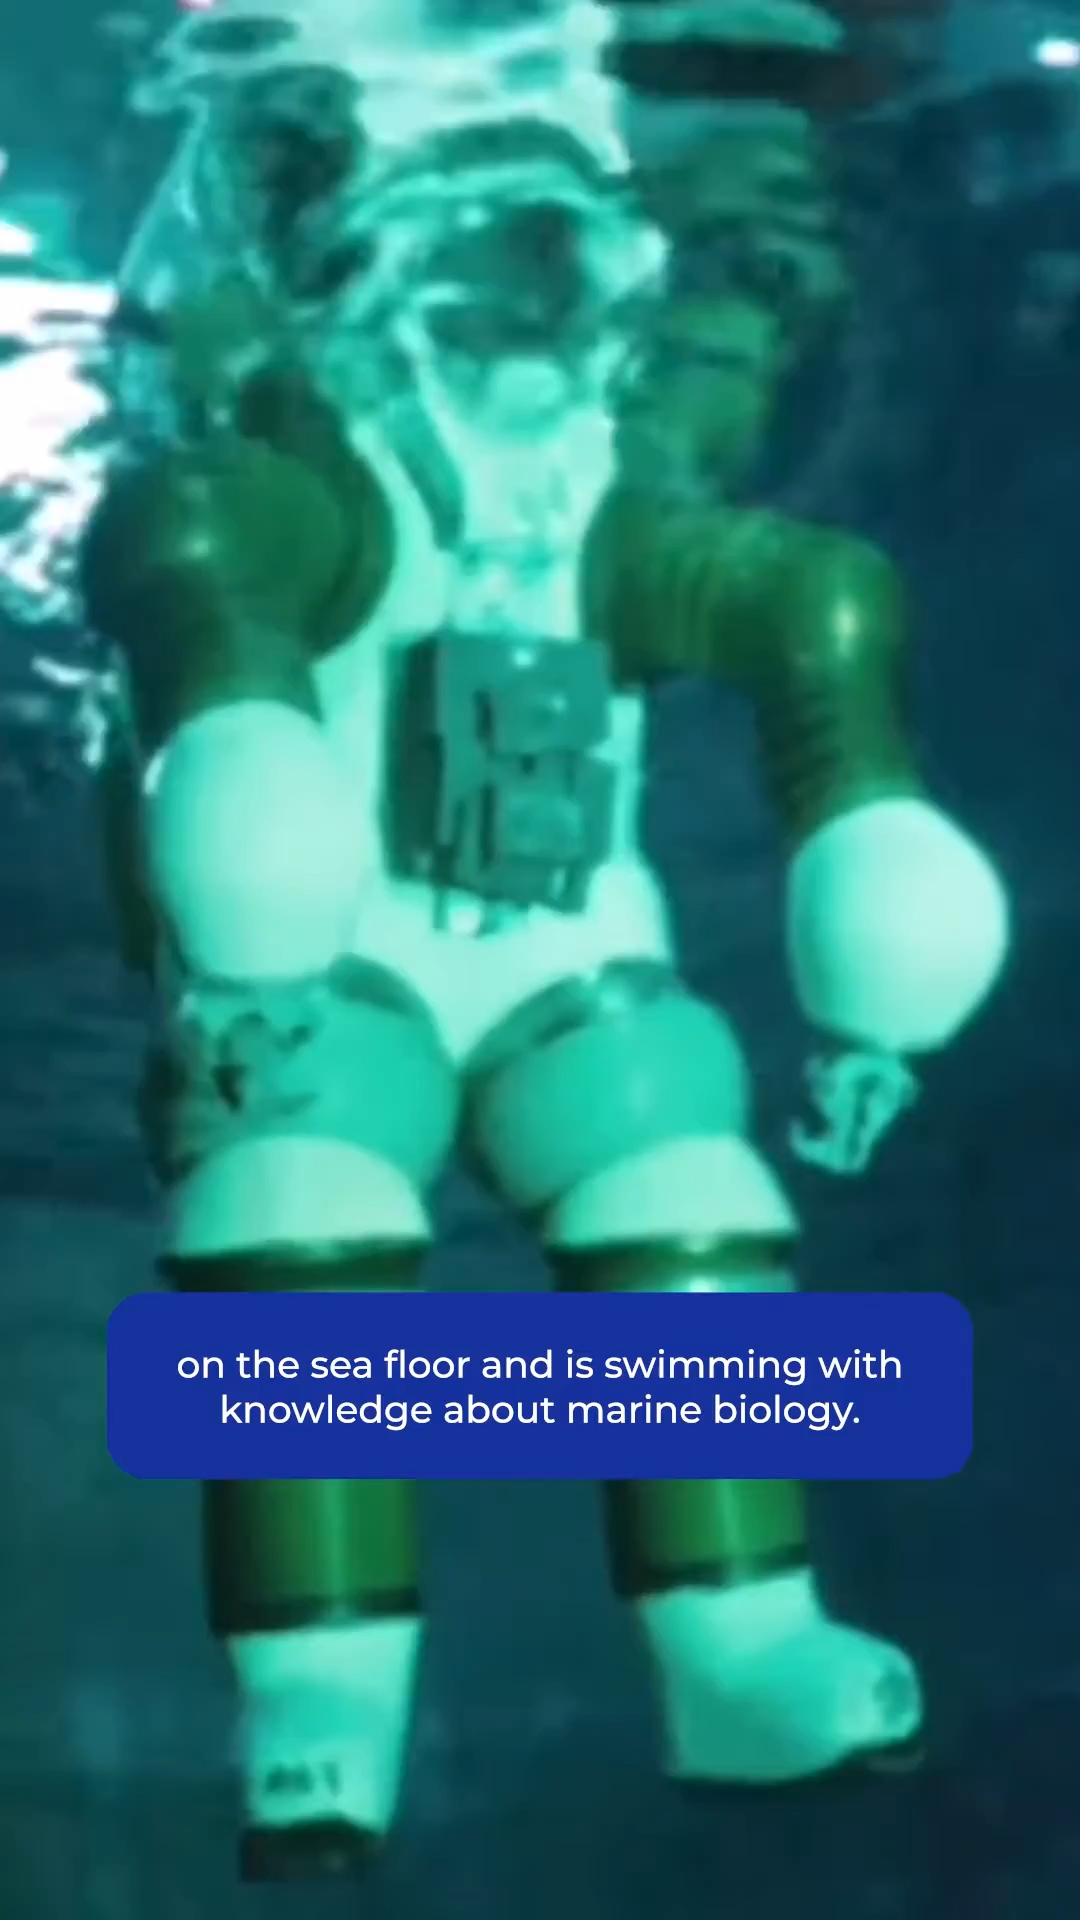 on the sea floor and is swimming with
knowledge about marine biology.